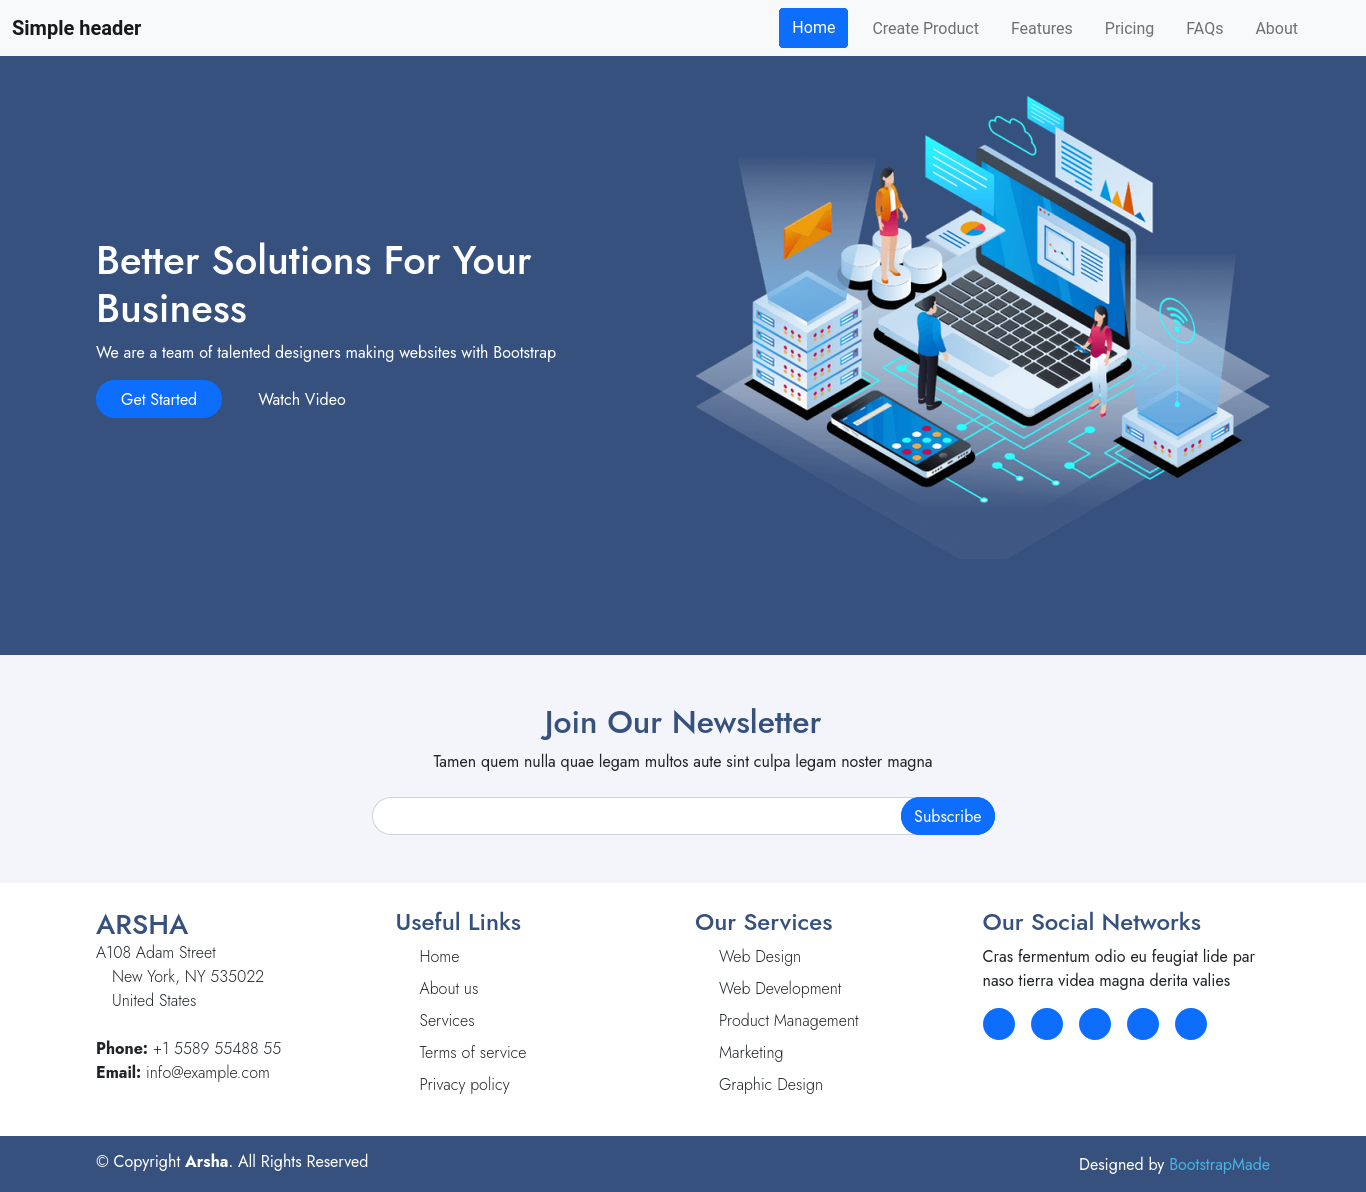 Simple header
Home Create Product Features Pricing FAQs About
Better Solutions For Your
Business
We are a team of talented designers making websites with Bootstrap
Get Started Watch Video
Join Our Newsletter
Tamen quem nulla quae legam multos aute sint culpa legam noster magna
Subscribe
ARSHA
A108 Adam Street
New York, NY 535022
United States
Phone: +1 5589 55488 55
Email: info@example.com
Useful Links
Home
About us
Services
Terms of service
Privacy policy
Our Services
Web Design
Web Development
Product Management
Marketing
Graphic Design
Our Social Networks
Cras fermentum odio eu feugiat lide par
naso tierra videa magna derita valies
© Copyright Arsha. All Rights Reserved
Designed by BootstrapMade